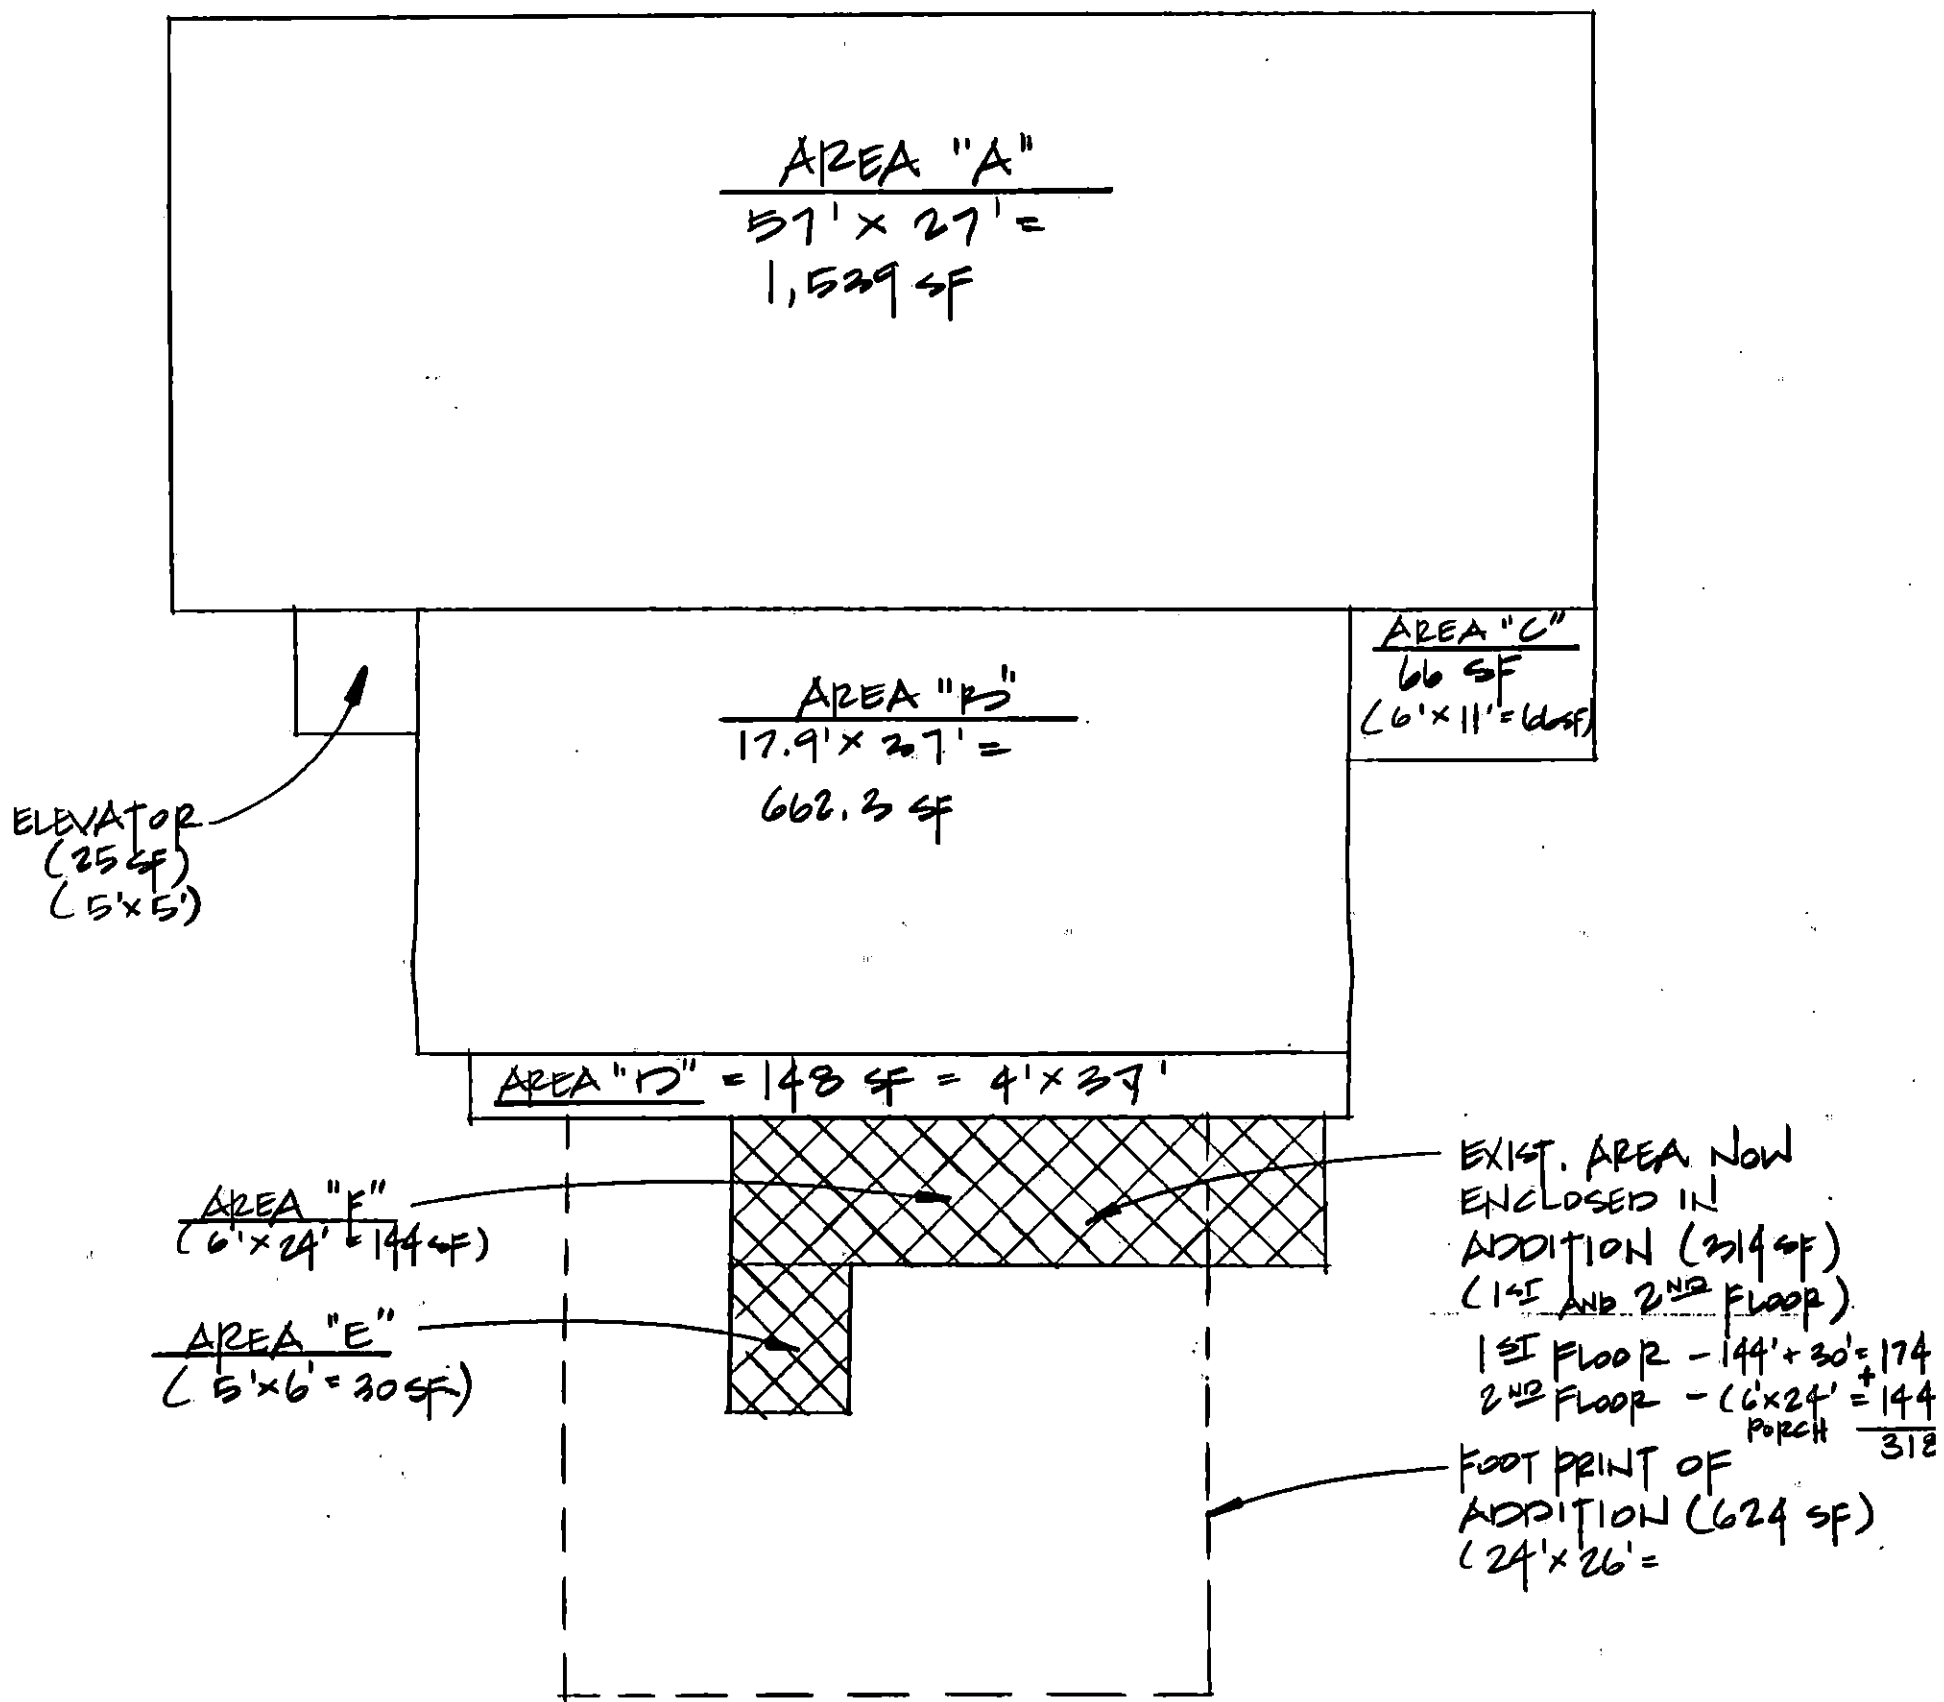 AREA "A"
57' x 27' =
1,539 SF
AREA "C"
66 SF
(6' x 11' = 66SF)
AREA "B"
17.9' x 37' =
662.3 SF
ELEVATOR
(25 SF)
(5' x 5')
AREA "D" = 148 SF = 4' x 37'
EXIST. AREA NOW
ENCLOSED IN
ADDITION (314 SF)
(1ST AND 2ND FLOOR)
1ST FLOOR - 144' + 30' = 174
+
2ND FLOOR - (6'x24' = 144
PORCH 318
AREA "F"
(6' x 24' = 144 SF)
AREA "E"
(5' x 6' = 30 SF)
FOOT PRINT OF
ADDITION (624 SF)
(24' x 26' =